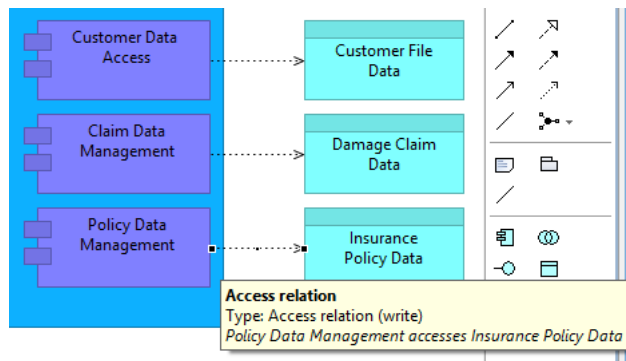 Customer Data
Access
Customer File
Data
Claim Data
Management
Damage Claim
Data
Policy Data
Management
Insurance
Policy Data
Access relation
Type: Access relation (write)
Policy Data Management accesses Insurance Policy Data